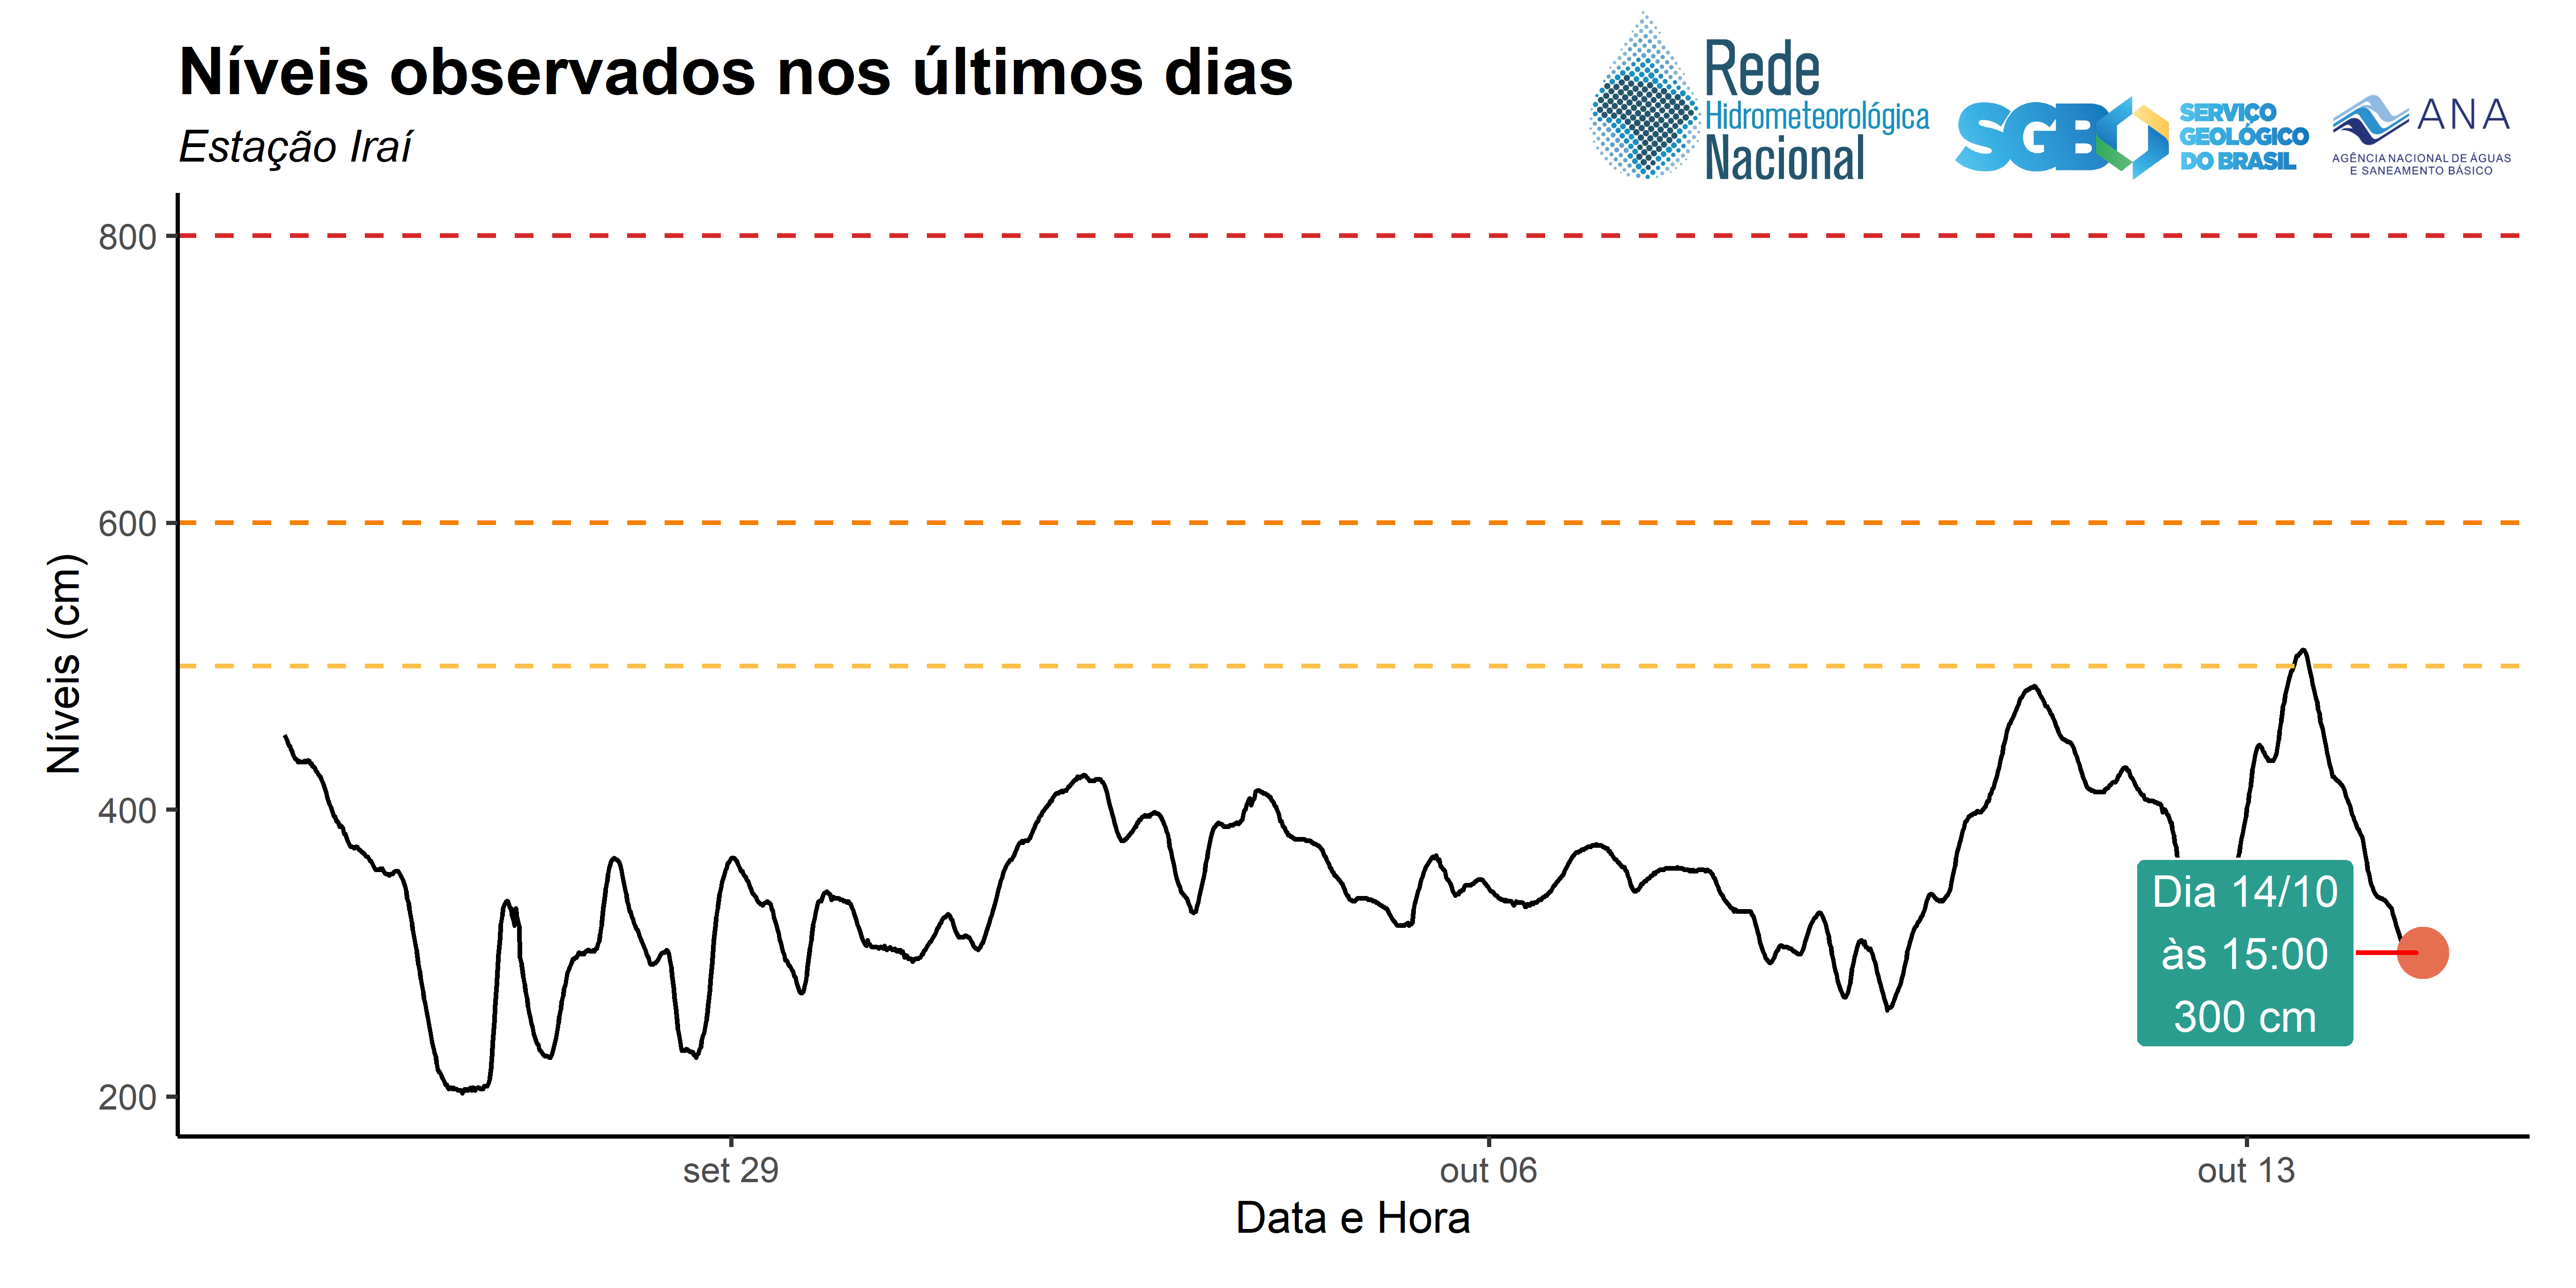 Níveis observados nos últimos dias
Estação Iraí
Rede
Hidrometeorológica
Nacional
SGB
SERVIÇO
GEOLÓGICO
DO BRASIL
ANA
AGÊNCIA NACIONAL DE ÁGUAS
E SANEAMENTO BÁSICO
Níveis (cm)
800
600
400
200
Dia 14/10
às 15:00
300 cm
set 29
out 06
out 13
Data e Hora